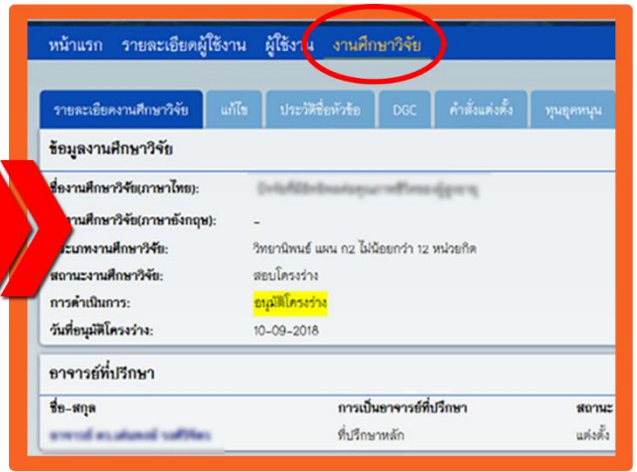 หน้าแรก รายละเอียดผู้ใช้งาน ผู้ใช้งาน งานศึกษาวิจัย
รายละเอียดงานศึกษาวิจัย แก้ไข ประวัติชื่อหัวข้อ DGC คำสั่งแต่งตั้ง ทุนอุดหนุน
ข้อมูลงานศึกษาวิจัย
ชื่องานศึกษาวิจัย(ภาษาไทย):
งานศึกษาวิจัย(ภาษาอังกฤษ): -
ประเภทงานศึกษาวิจัย: วิทยานิพนธ์ แผน ก2 ไม่น้อยกว่า 12 หน่วยกิต
สถานะงานศึกษาวิจัย: สอบโครงร่าง
การดำเนินการ: อนุมัติโครงร่าง
วันที่อนุมัติโครงร่าง: 10-09-2018
อาจารย์ที่ปรึกษา
ชื่อ-สกุล การเป็นอาจารย์ที่ปรึกษา สถานะ
ที่ปรึกษาหลัก แต่งตั้ง